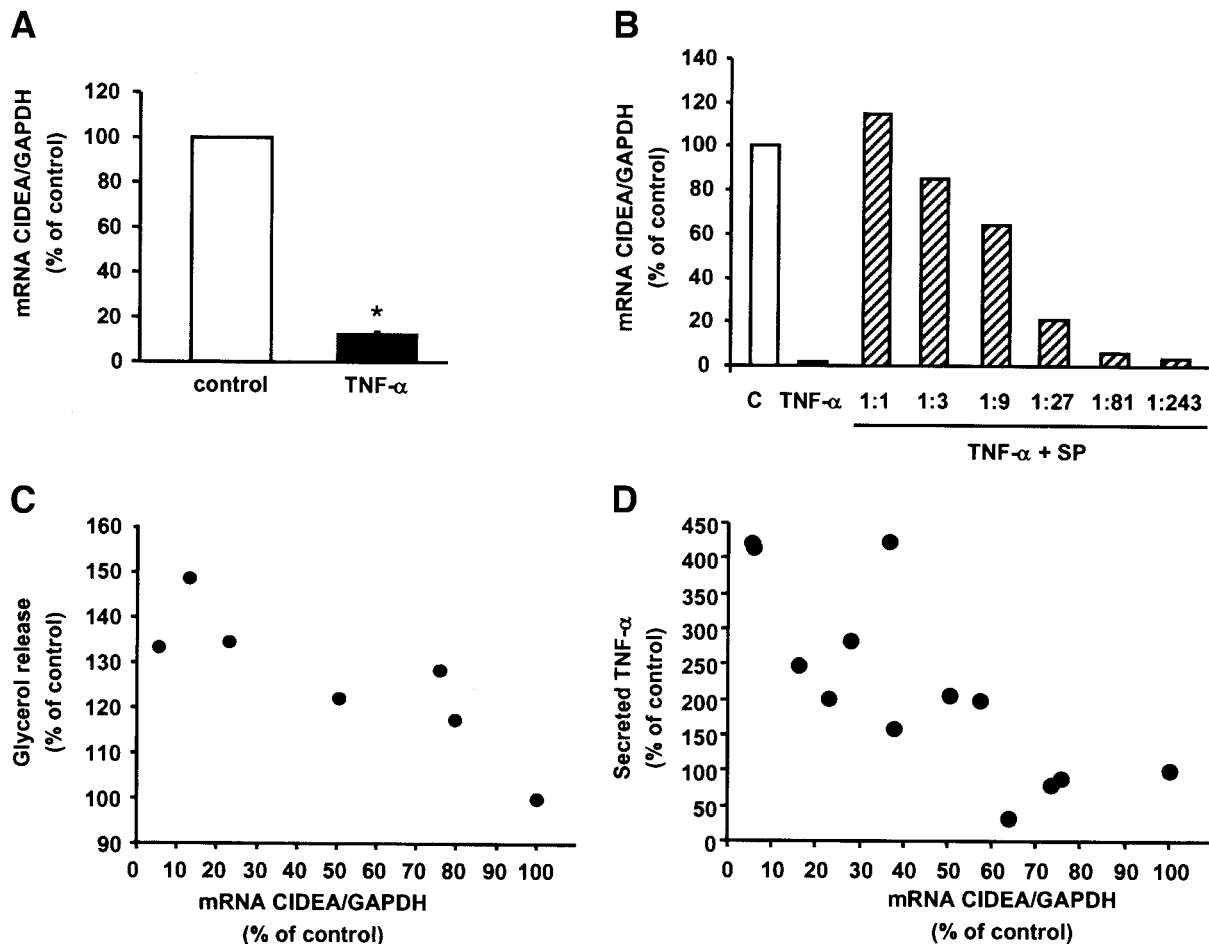 A
mRNA CIDEA/GAPDH
(% of control)
120
100
80
60
40
20
0
*
control TNF-α
B
mRNA CIDEA/GAPDH
(% of control)
140
120
100
80
60
40
20
0
C TNF-α 1:1 1:3 1:9 1:27 1:81 1:243
TNF-α + SP
C
Glycerol release
(% of control)
160
150
140
130
120
110
100
90
0 10 20 30 40 50 60 70 80 90 100
mRNA CIDEA/GAPDH
(% of control)
D
Secreted TNF-α
(% of control)
450
400
350
300
250
200
150
100
50
0
0 10 20 30 40 50 60 70 80 90 100
mRNA CIDEA/GAPDH
(% of control)